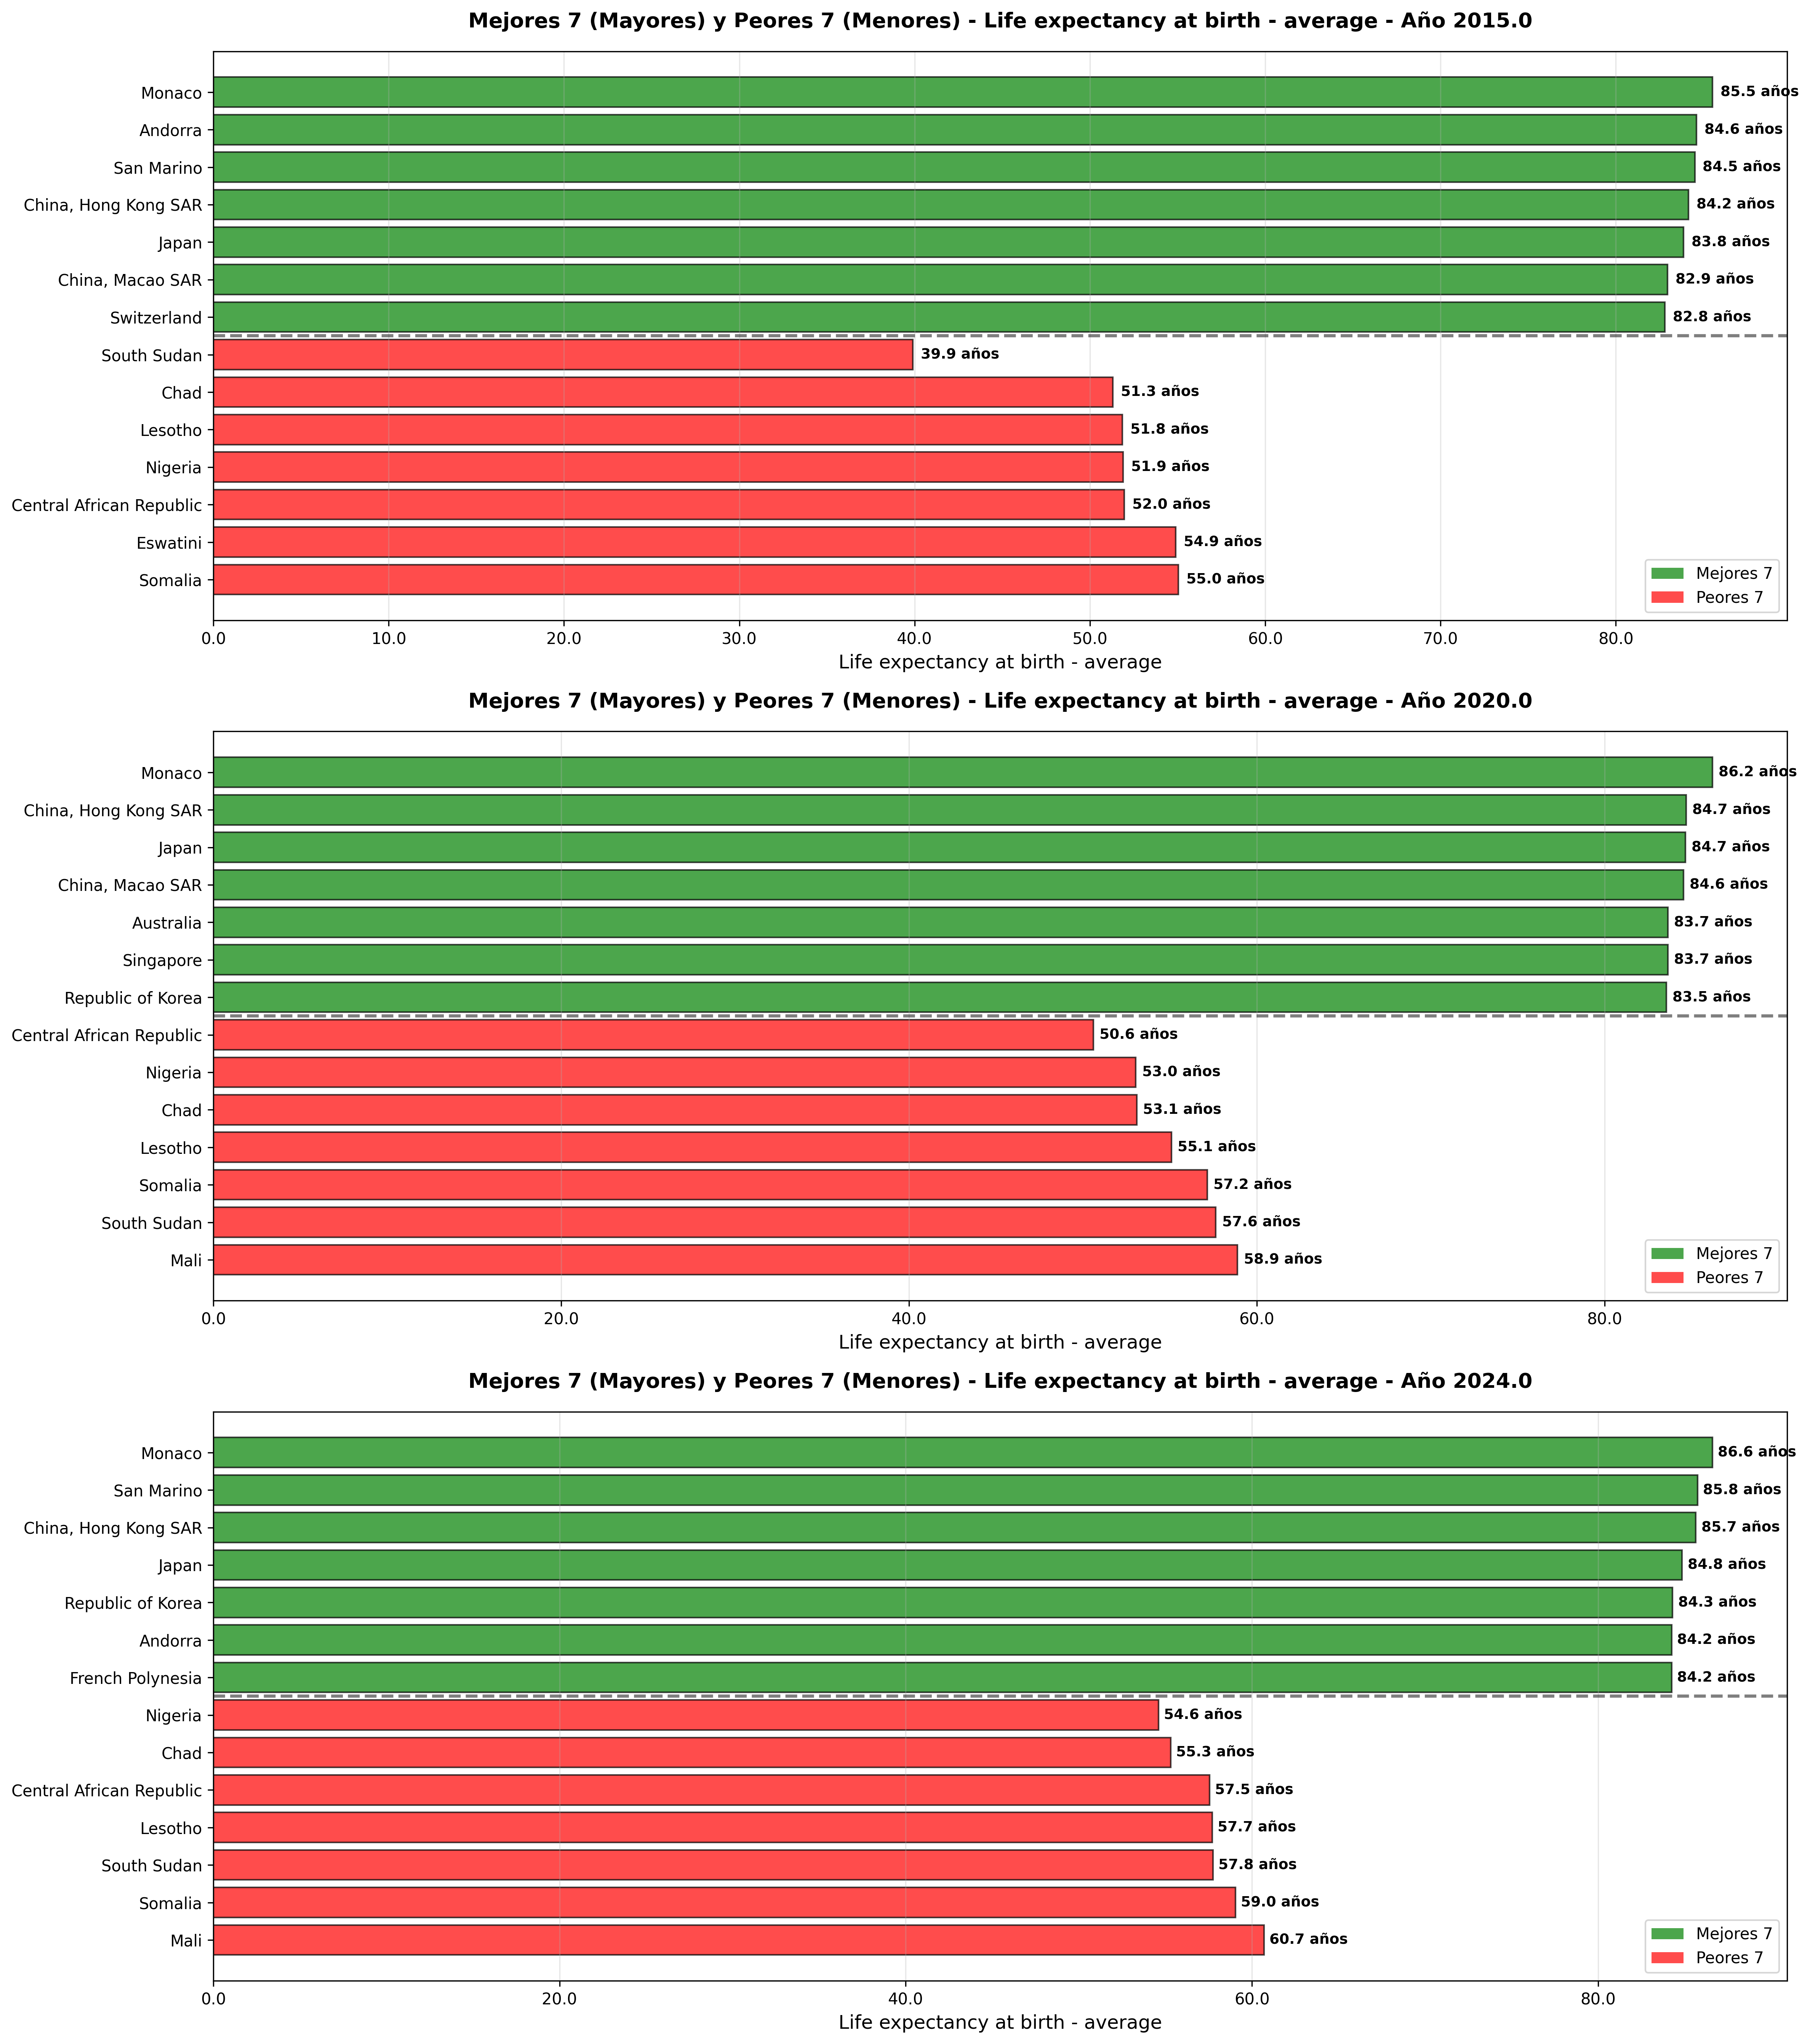 Mejores 7 (Mayores) y Peores 7 (Menores) - Life expectancy at birth - average - Año 2015.0
Monaco 85.5 años
Andorra 84.6 años
San Marino 84.5 años
China, Hong Kong SAR 84.2 años
Japan 83.8 años
China, Macao SAR 82.9 años
Switzerland 82.8 años
South Sudan 39.9 años
Chad 51.3 años
Lesotho 51.8 años
Nigeria 51.9 años
Central African Republic 52.0 años
Eswatini 54.9 años
Somalia 55.0 años
Mejores 7
Peores 7
0.0 10.0 20.0 30.0 40.0 50.0 60.0 70.0 80.0
Life expectancy at birth - average
Mejores 7 (Mayores) y Peores 7 (Menores) - Life expectancy at birth - average - Año 2020.0
Monaco 86.2 años
China, Hong Kong SAR 84.7 años
Japan 84.7 años
China, Macao SAR 84.6 años
Australia 83.7 años
Singapore 83.7 años
Republic of Korea 83.5 años
Central African Republic 50.6 años
Nigeria 53.0 años
Chad 53.1 años
Lesotho 55.1 años
Somalia 57.2 años
South Sudan 57.6 años
Mali 58.9 años
Mejores 7
Peores 7
0.0 20.0 40.0 60.0 80.0
Life expectancy at birth - average
Mejores 7 (Mayores) y Peores 7 (Menores) - Life expectancy at birth - average - Año 2024.0
Monaco 86.6 años
San Marino 85.8 años
China, Hong Kong SAR 85.7 años
Japan 84.8 años
Republic of Korea 84.3 años
Andorra 84.2 años
French Polynesia 84.2 años
Nigeria 54.6 años
Chad 55.3 años
Central African Republic 57.5 años
Lesotho 57.7 años
South Sudan 57.8 años
Somalia 59.0 años
Mali 60.7 años
Mejores 7
Peores 7
0.0 20.0 40.0 60.0 80.0
Life expectancy at birth - average